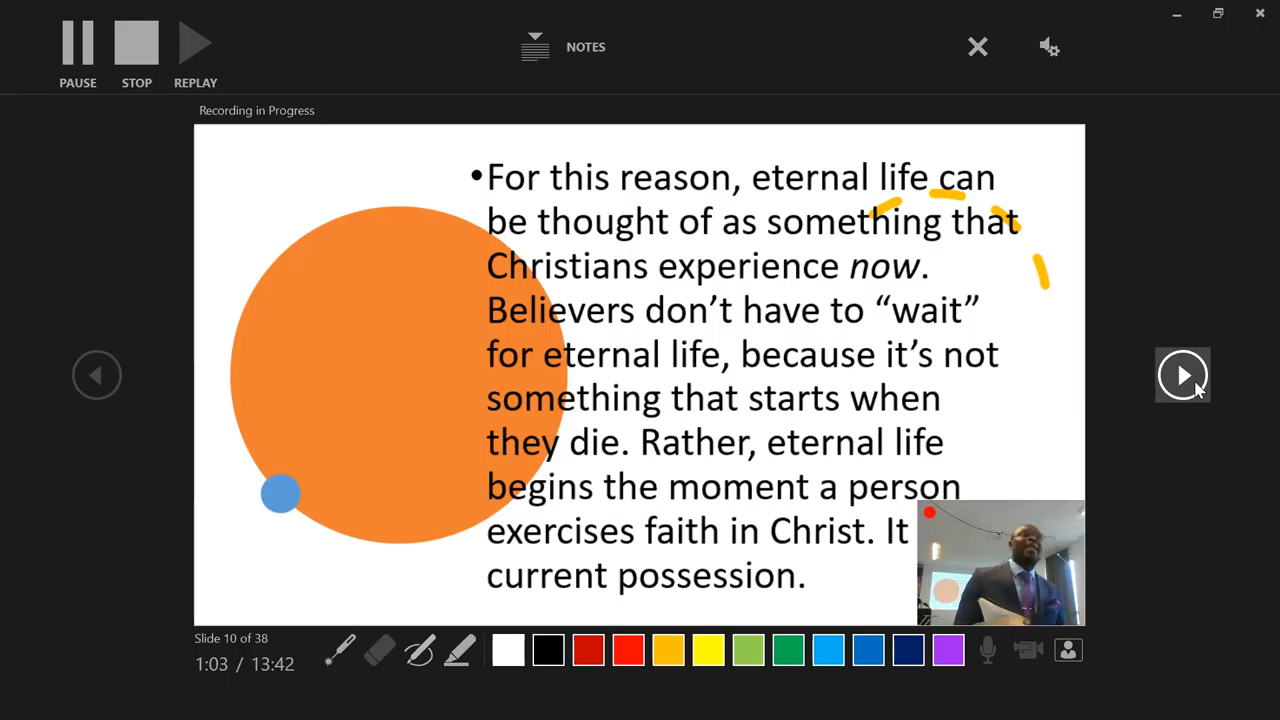 PAUSE STOP REPLAY
NOTES
Recording in Progress
•For this reason, eternal life can
be thought of as something that
Christians experience now.
Believers don’t have to “wait”
for eternal life, because it’s not
something that starts when
they die. Rather, eternal life
begins the moment a person
exercises faith in Christ. It
current possession.
Slide 10 of 38
1:03 / 13:42